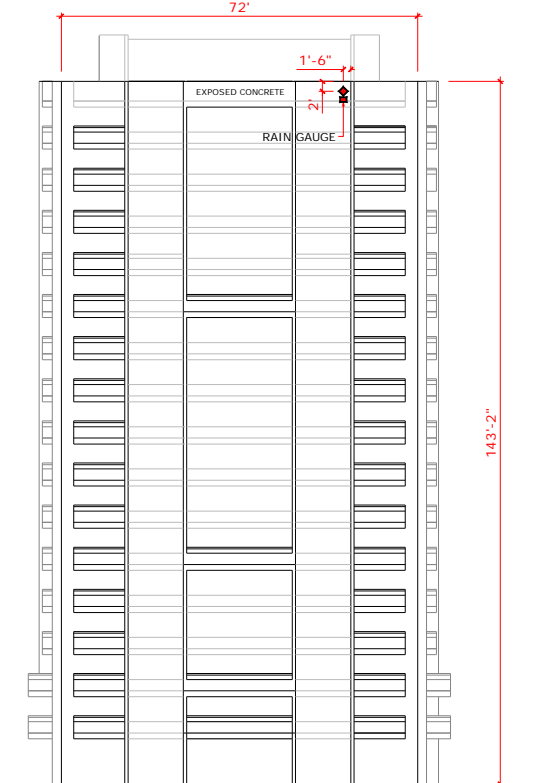 72'
1'-6"
EXPOSED CONCRETE
2'
RAIN GAUGE
143'-2"